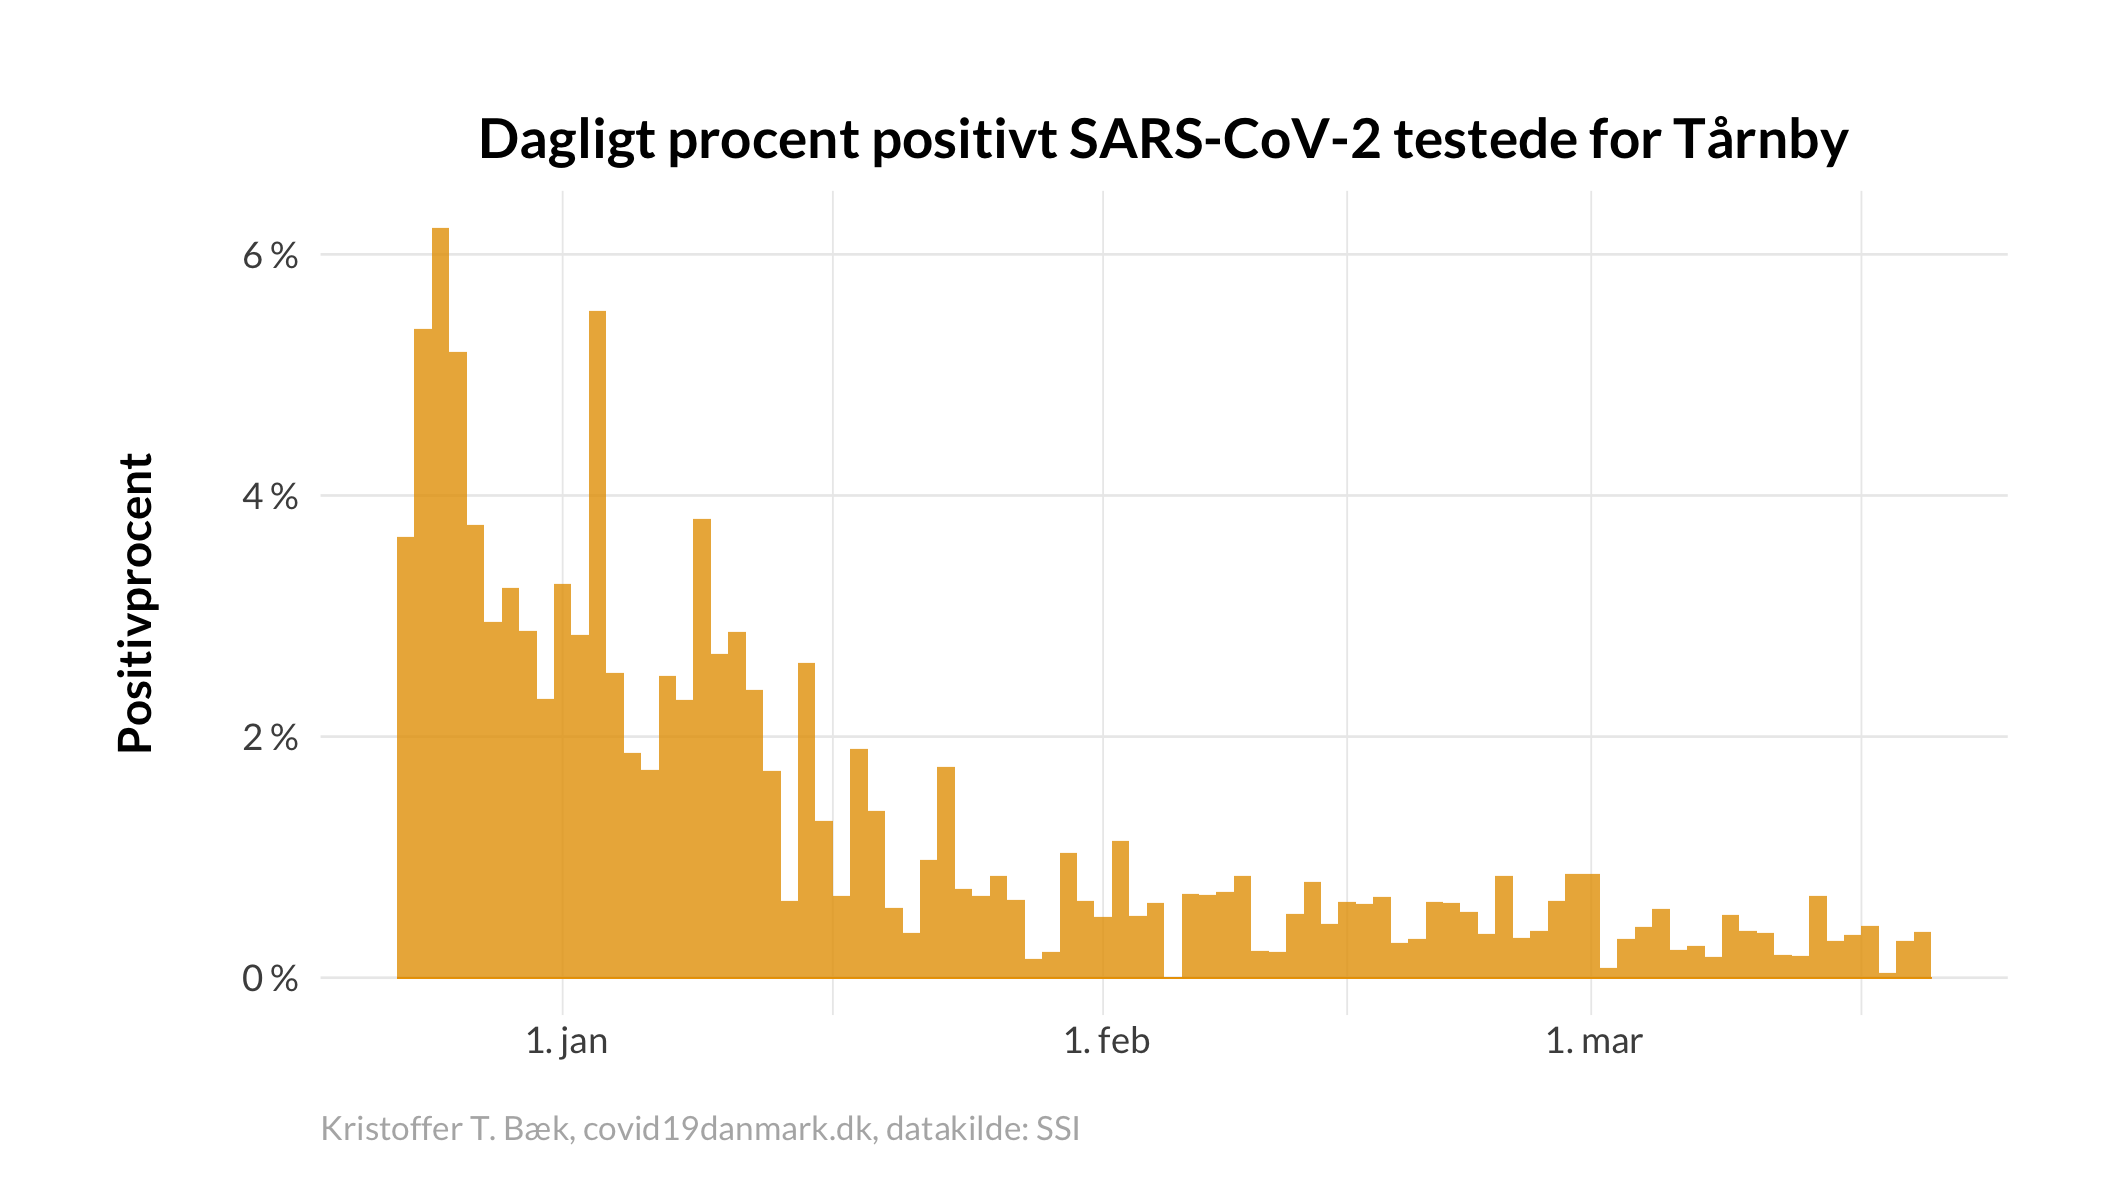 Dagligt procent positivt SARS-CoV-2 testede for Tårnby
Positivprocent
6 %
4 %
2 %
0 %
1. jan
1. feb
1. mar
Kristoffer T. Bæk, covid19danmark.dk, datakilde: SSI